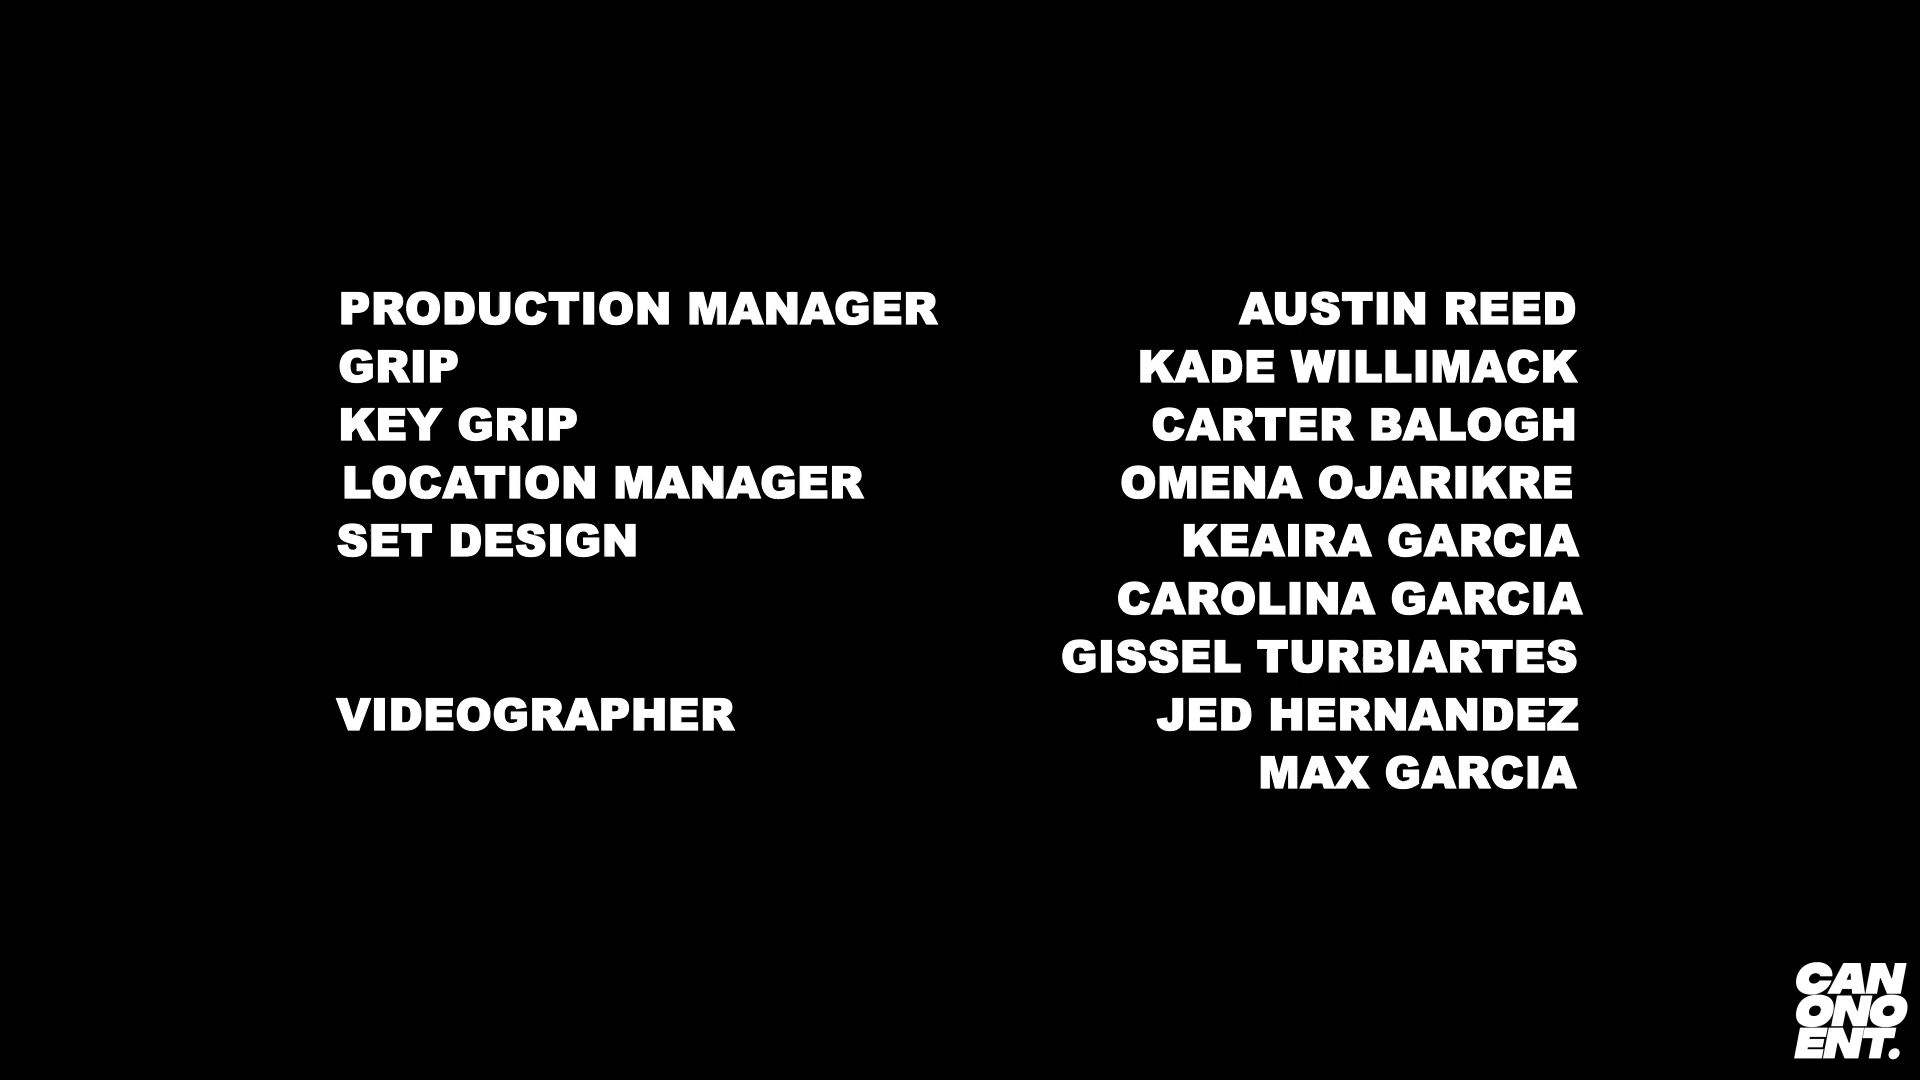 PRODUCTION MANAGER AUSTIN REED
GRIP KADE WILLIMACK
KEY GRIP CARTER BALOGH
LOCATION MANAGER OMENA OJARIKRE
SET DESIGN KEAIRA GARCIA
CAROLINA GARCIA
GISSEL TURBIARTES
VIDEOGRAPHER JED HERNANDEZ
MAX GARCIA
CAN
ONO
ENT.